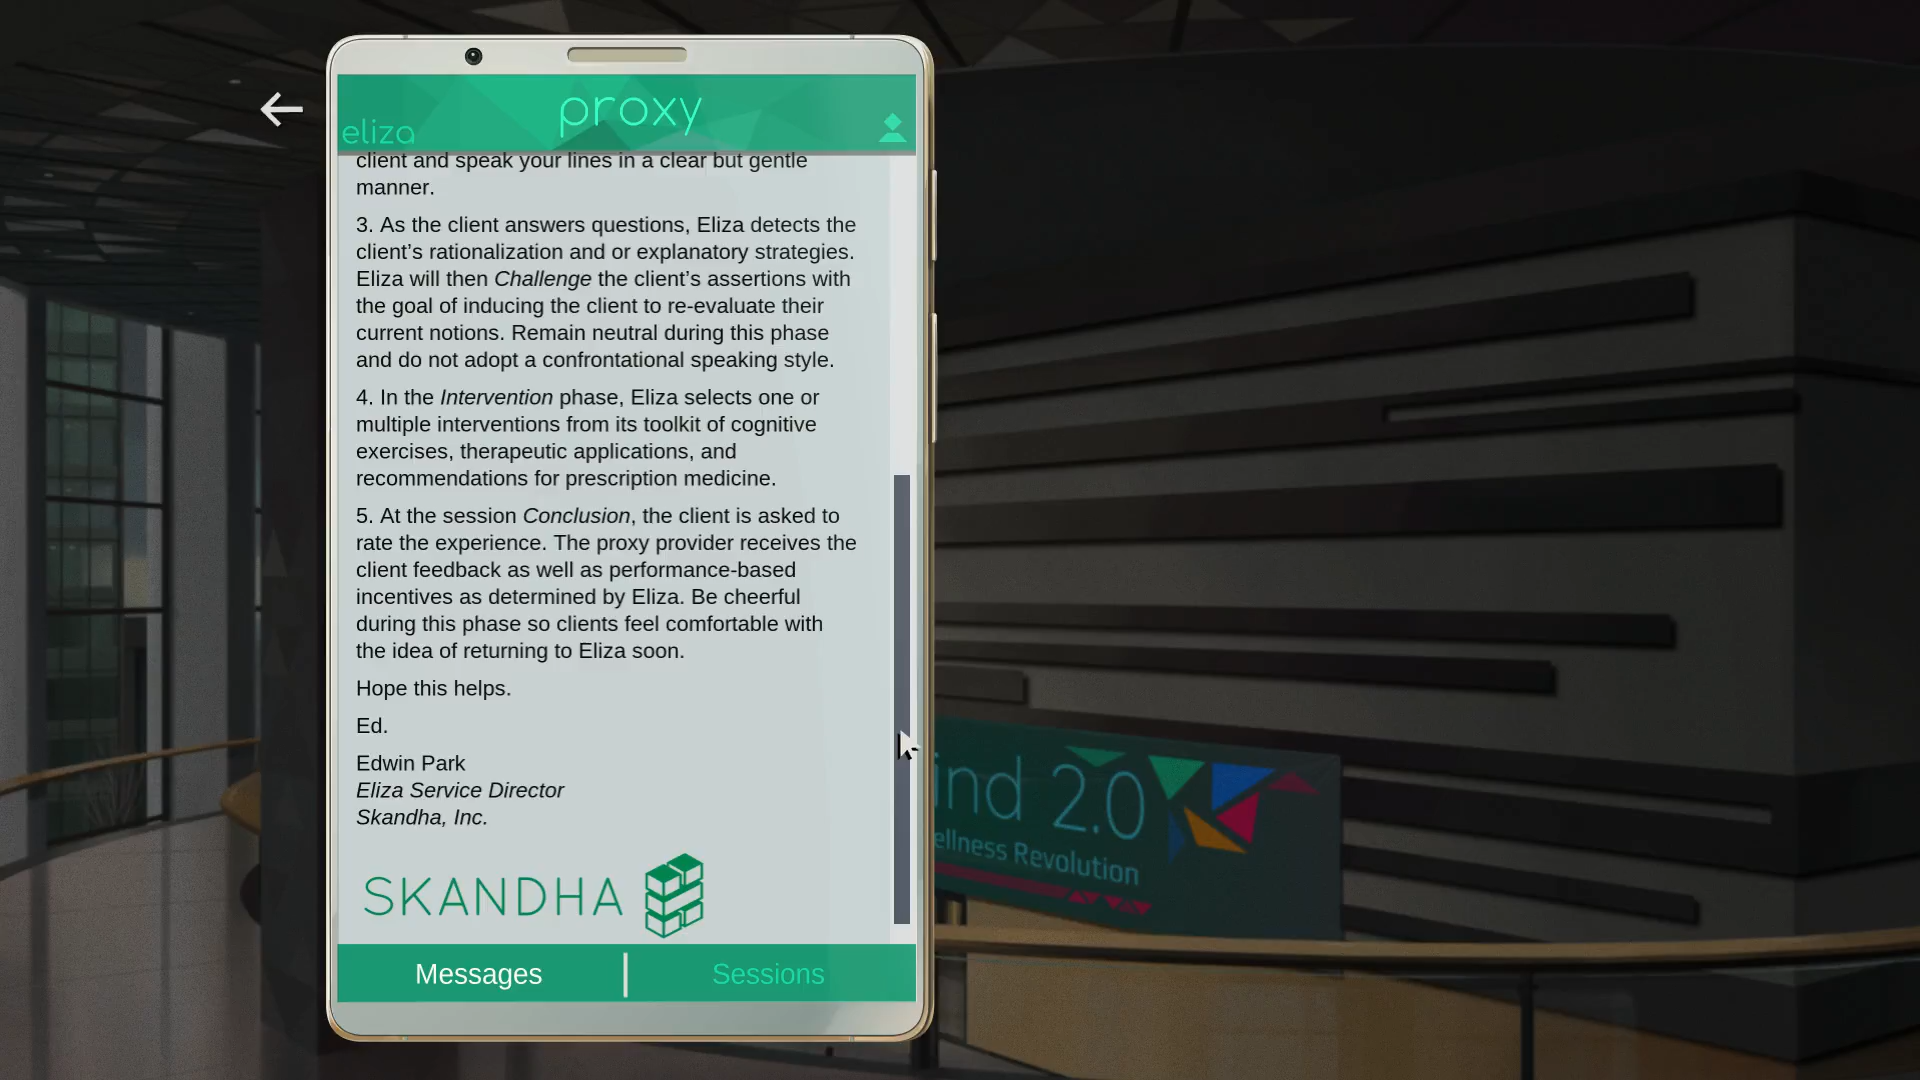 proxy
eliza
client and speak your lines in a clear but gentle
manner.
3. As the client answers questions, Eliza detects the
client’s rationalization and or explanatory strategies.
Eliza will then Challenge the client’s assertions with
the goal of inducing the client to re-evaluate their
current notions. Remain neutral during this phase
and do not adopt a confrontational speaking style.
4. In the Intervention phase, Eliza selects one or
multiple interventions from its toolkit of cognitive
exercises, therapeutic applications, and
recommendations for prescription medicine.
5. At the session Conclusion, the client is asked to
rate the experience. The proxy provider receives the
client feedback as well as performance-based
incentives as determined by Eliza. Be cheerful
during this phase so clients feel comfortable with
the idea of returning to Eliza soon.
Hope this helps.
Ed.
Edwin Park
Eliza Service Director
Skandha, Inc.
SKANDHA
Messages
Sessions
ind 2.0
ellness Revolution